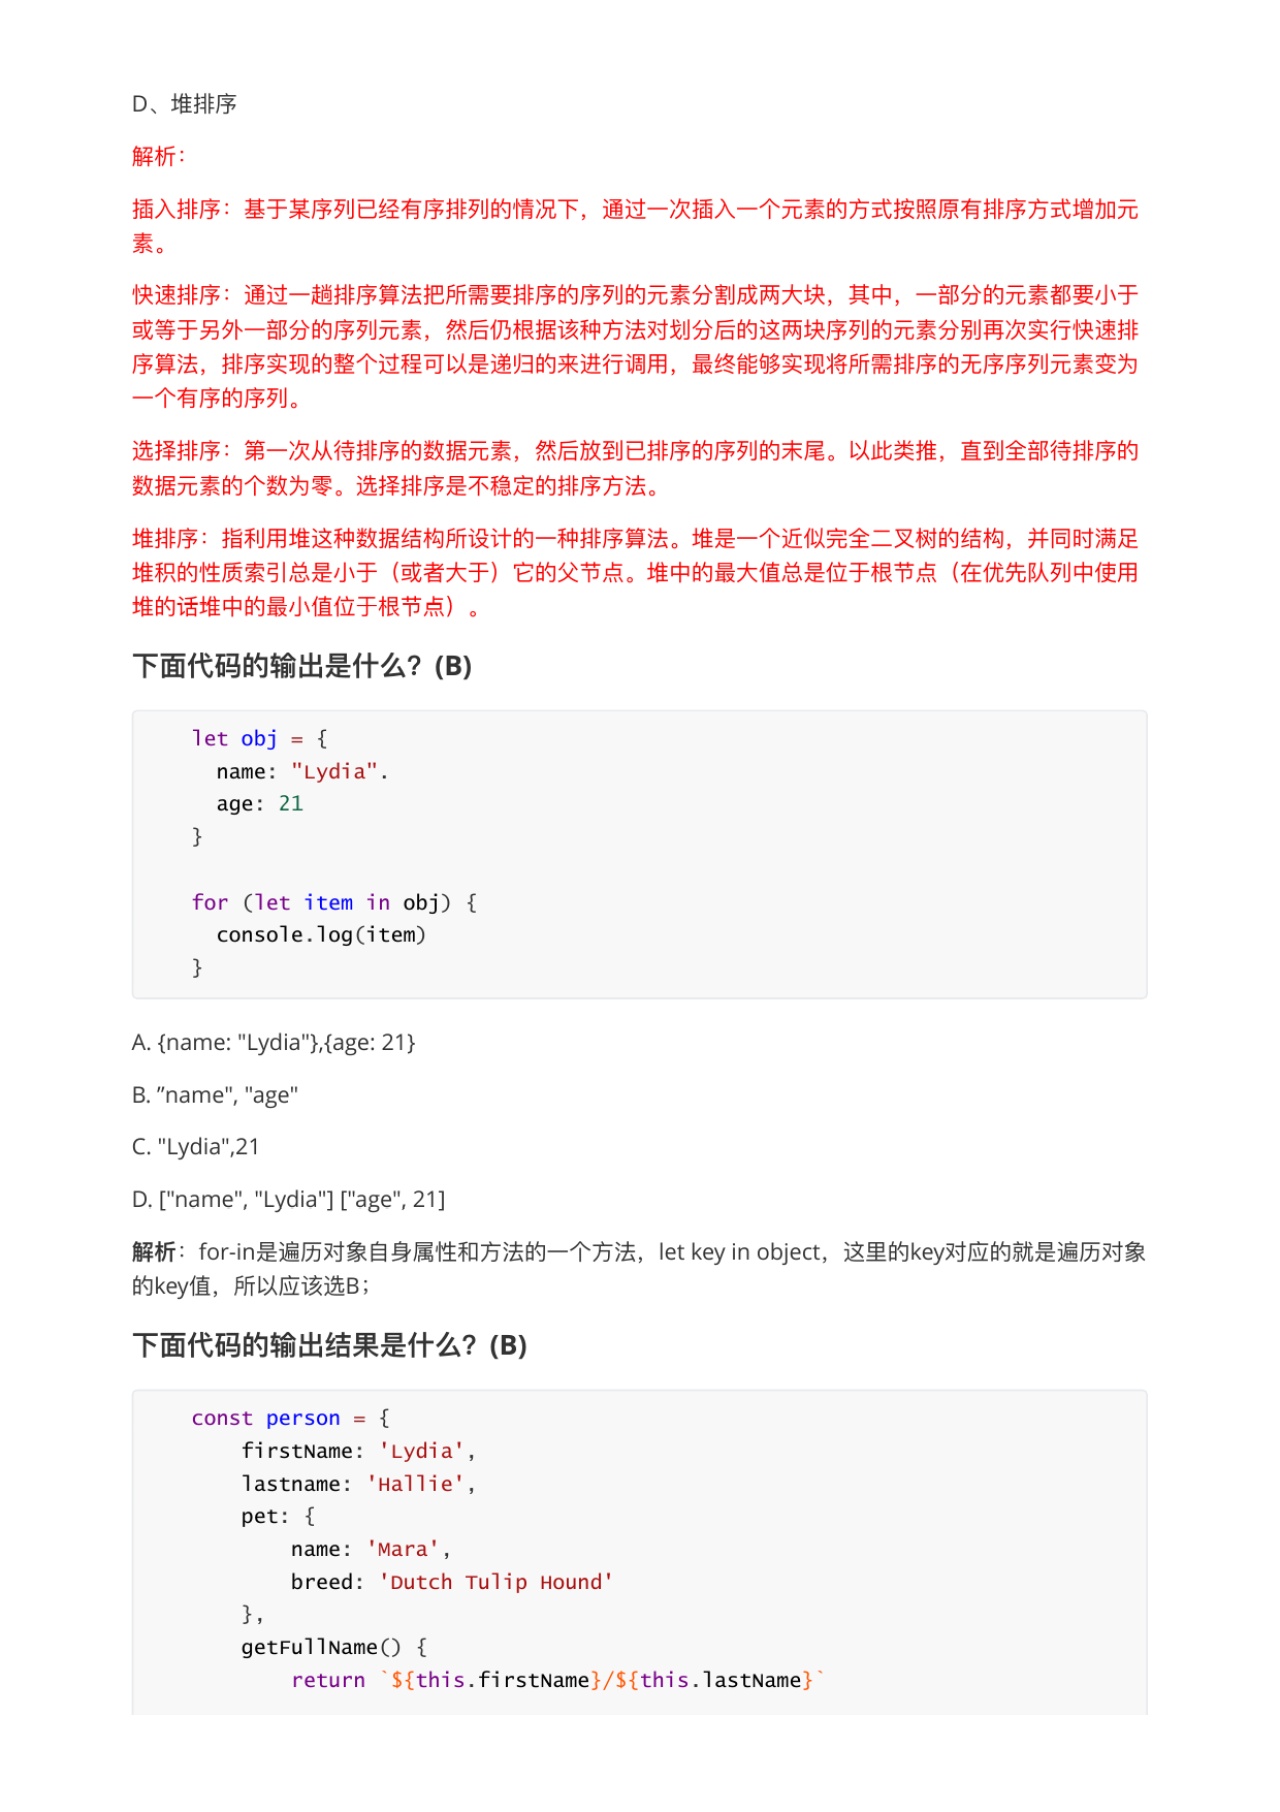 D、堆排序
解析：
插入排序：基于某序列已经有序排列的情况下，通过一次插入一个元素的方式按照原有排序方式增加元
素。
快速排序：通过一趟排序算法把所需要排序的序列的元素分割成两大块，其中，一部分的元素都要小于
或等于另外一部分的序列元素，然后仍根据该种方法对划分后的这两块序列的元素分别再次实行快速排
序算法，排序实现的整个过程可以是递归的来进行调用，最终能够实现将所需排序的无序序列元素变为
一个有序的序列。
选择排序：第一次从待排序的数据元素，然后放到已排序的序列的末尾。以此类推，直到全部待排序的
数据元素的个数为零。选择排序是不稳定的排序方法。
堆排序：指利用堆这种数据结构所设计的一种排序算法。堆是一个近似完全二叉树的结构，并同时满足
堆积的性质索引总是小于（或者大于）它的父节点。堆中的最大值总是位于根节点（在优先队列中使用
堆的话堆中的最小值位于根节点）。
下面代码的输出是什么？(B)
let obj = {
  name: "Lydia".
  age: 21
}
for (let item in obj) {
  console.log(item)
}
A. {name: "Lydia"},{age: 21}
B. ”name", "age"
C. "Lydia",21
D. ["name", "Lydia"] ["age", 21]
解析：for-in是遍历对象自身属性和方法的一个方法，let key in object，这里的key对应的就是遍历对象
的key值，所以应该选B；
下面代码的输出结果是什么？(B)
const person = {
    firstName: 'Lydia',
    lastname: 'Hallie',
    pet: {
        name: 'Mara',
        breed: 'Dutch Tulip Hound'
    },
    getFullName() {
        return `${this.firstName}/${this.lastName}`